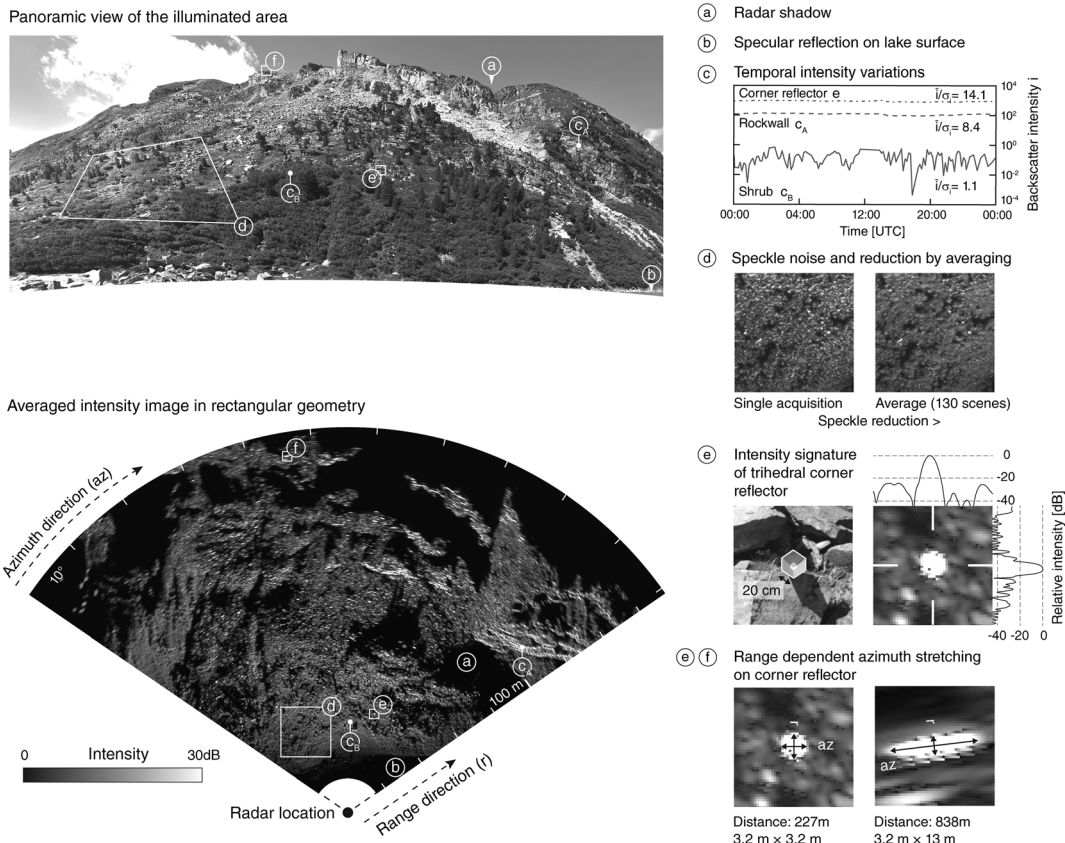 Panoramic view of the illuminated area
f
a
c
A
e
c
B
d
b
Averaged intensity image in rectangular geometry
Azimuth direction (az)
10°
f
a
c
A
100 m
d
e
c
B
b
0 Intensity 30dB
Radar location
Range direction (r)
a Radar shadow
b Specular reflection on lake surface
c Temporal intensity variations
Corner reflector e ī/σi= 14.1
Rockwall cA ī/σi= 8.4
Shrub cB ī/σi= 1.1
10⁴
10²
10⁰
10⁻²
10⁻⁴
Backscatter intensity i
00:00 04:00 12:00 20:00 00:00
Time [UTC]
d Speckle noise and reduction by averaging
Single acquisition Average (130 scenes)
Speckle reduction >
e Intensity signature
of trihedral corner
reflector
20 cm
0
-20
-40
-40 -20 0
Relative intensity [dB]
e f Range dependent azimuth stretching
on corner reflector
r
az
r
az
Distance: 227m Distance: 838m
3.2 m × 3.2 m 3.2 m × 13 m